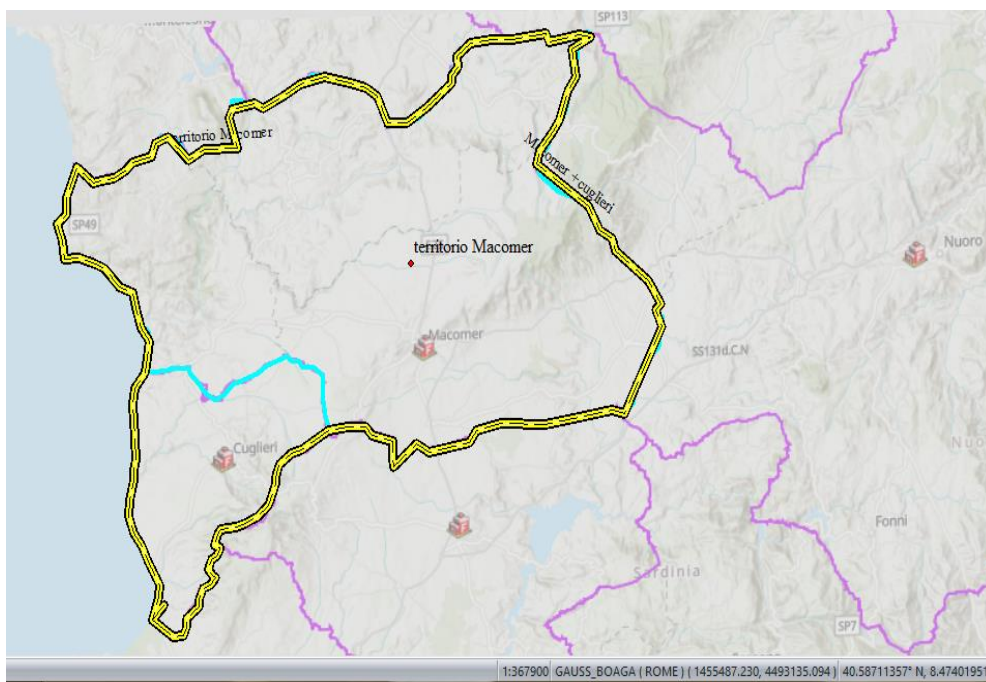 SP113
territorio Macomer
Macomer +cuglieri
SP49
territorio Macomer
Nuoro
Macomer
SS131d.C.N
Cuglieri
Nuo
Fonni
Sardinia
SP7
1:367900 GAUSS_BOAGA ( ROME ) ( 1455487.230, 4493135.094 ) 40.58711357° N, 8.47401951